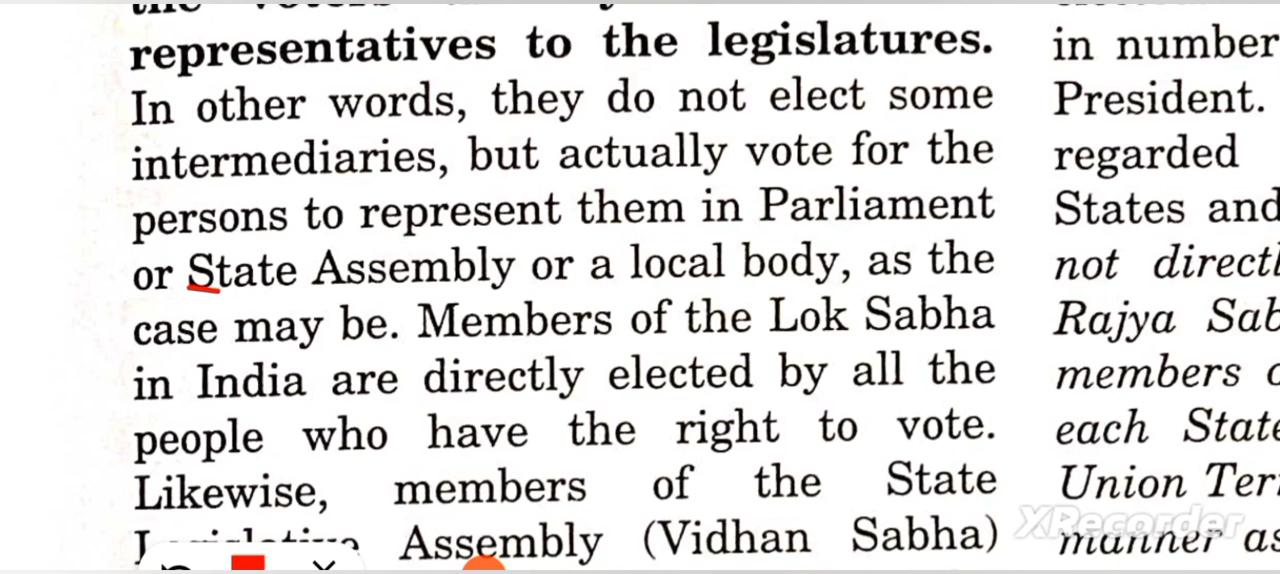 representatives to the legislatures.
In other words, they do not elect some
intermediaries, but actually vote for the
persons to represent them in Parliament
or State Assembly or a local body, as the
case may be. Members of the Lok Sabha
in India are directly elected by all the
people who have the right to vote.
Likewise, members of the State
Assembly (Vidhan Sabha)
in number
President.
regarded
States and
not
Rajya
members
each
Union
manner as
XRecorder